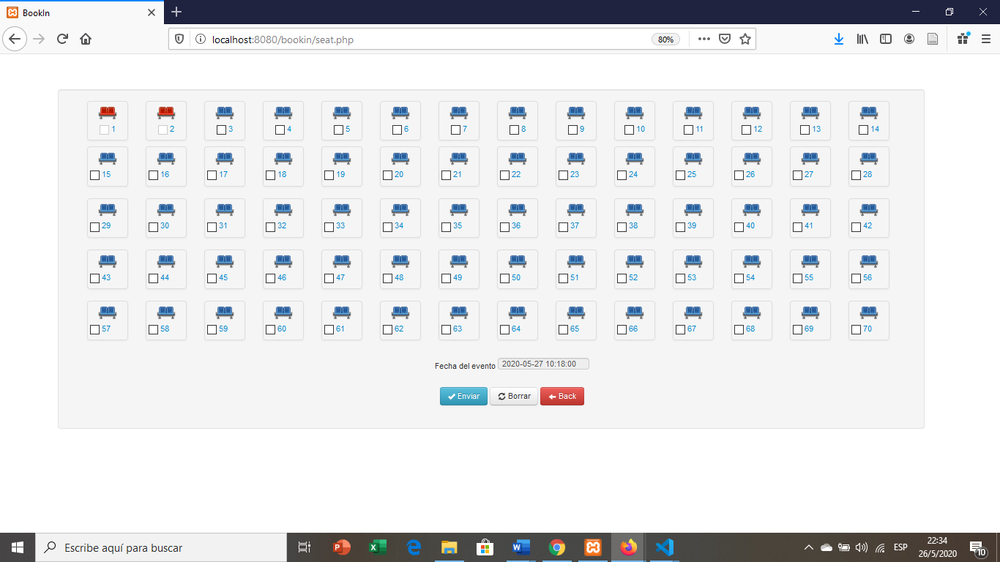 BookIn
localhost:8080/bookin/seat.php 80%
1 2 3 4 5 6 7 8 9 10 11 12 13 14
15 16 17 18 19 20 21 22 23 24 25 26 27 28
29 30 31 32 33 34 35 36 37 38 39 40 41 42
43 44 45 46 47 48 49 50 51 52 53 54 55 56
57 58 59 60 61 62 63 64 65 66 67 68 69 70
Fecha del evento 2020-05-27 10:18:00
Enviar Borrar Back
Escribe aquí para buscar
ESP
22:34
26/5/2020
10